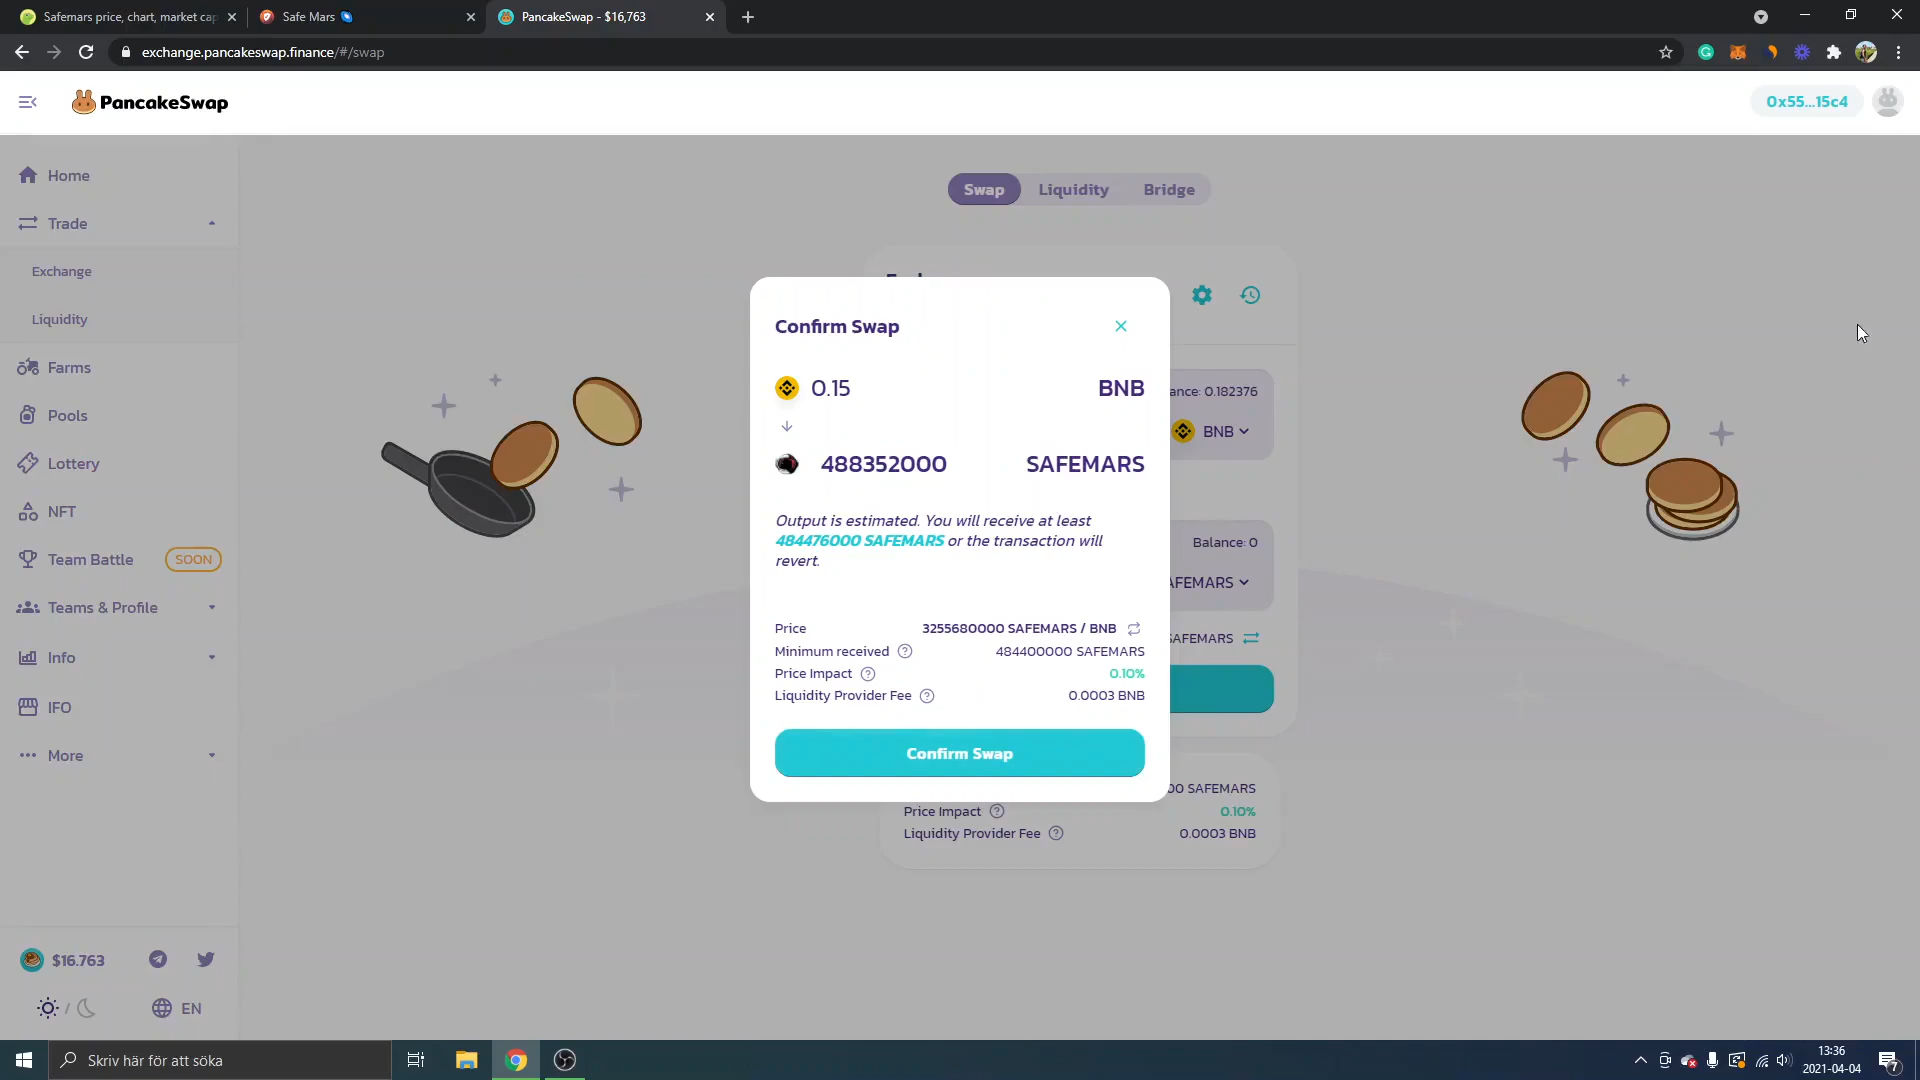 Safemars price, chart, market cap
Safe Mars
PancakeSwap - $16,763
exchange.pancakeswap.finance/#/swap
PancakeSwap
0x55...15c4
Home
Trade
Exchange
Liquidity
Farms
Pools
Lottery
NFT
Team Battle SOON
Teams & Profile
Info
IFO
More
$16.763
/ EN
Swap Liquidity Bridge
ance: 0.182376
BNB
Balance: 0
AFEMARS
SAFEMARS
Confirm Swap
0.15 BNB
488352000 SAFEMARS
Output is estimated. You will receive at least
484476000 SAFEMARS or the transaction will
revert.
Price 3255680000 SAFEMARS / BNB
Minimum received ? 484400000 SAFEMARS
Price Impact ? 0.10%
Liquidity Provider Fee ? 0.0003 BNB
Confirm Swap
00 SAFEMARS
Price Impact ? 0.10%
Liquidity Provider Fee ? 0.0003 BNB
Skriv här för att söka
13:36
2021-04-04
7